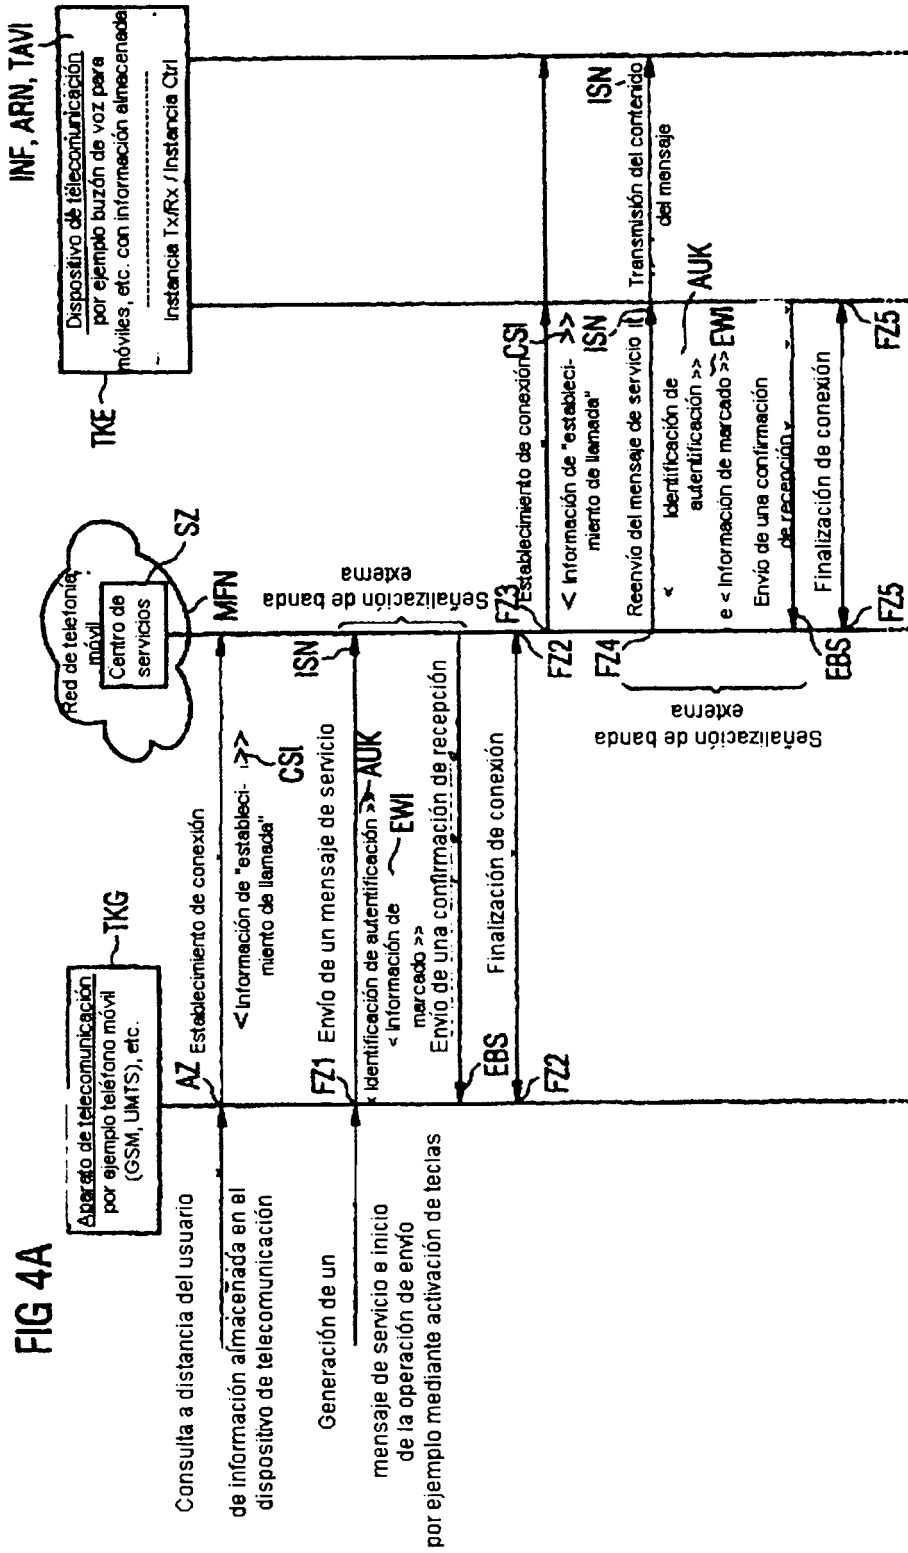 FIG 4A
Aparato de telecomunicación
por ejemplo teléfono móvil
(GSM, UMTS), etc.
TKG
Red de telefonía
móvil
Centro de
servicios
SZ
MFN
INF, ARN, TAVI
Dispositivo de telecomunicación
por ejemplo buzón de voz para
móviles, etc. con información almacenada
Instancia Tx/Rx / Instancia Ctrl
TKE
Consulta a distancia del usuario
de información almacenada en el
dispositivo de telecomunicación
AZ
Establecimiento de conexión
< Información de "estableci-
miento de llamada" >>
CSI
Generación de un
mensaje de servicio e inicio
de la operación de envío
por ejemplo mediante activación de teclas
FZ1
Envío de un mensaje de servicio
ISN
< Identificación de autentificación >>
AUK
< Información de
marcado >>
EWI
Señalización de banda
externa
Envío de una confirmación de recepción
EBS
Finalización de conexión
FZ2
FZ2
FZ3
Establecimiento de conexión
CSI
< Información de "estableci-
miento de llamada" >>
FZ4
Reenvío del mensaje de servicio
ISN
Transmisión del contenido
del mensaje
ISN
< Identificación de
autentificación >>
AUK
e < Información de marcado >>
EWI
Señalización de banda
externa
Envío de una confirmación
de recepción
EBS
Finalización de conexión
FZ5
FZ5